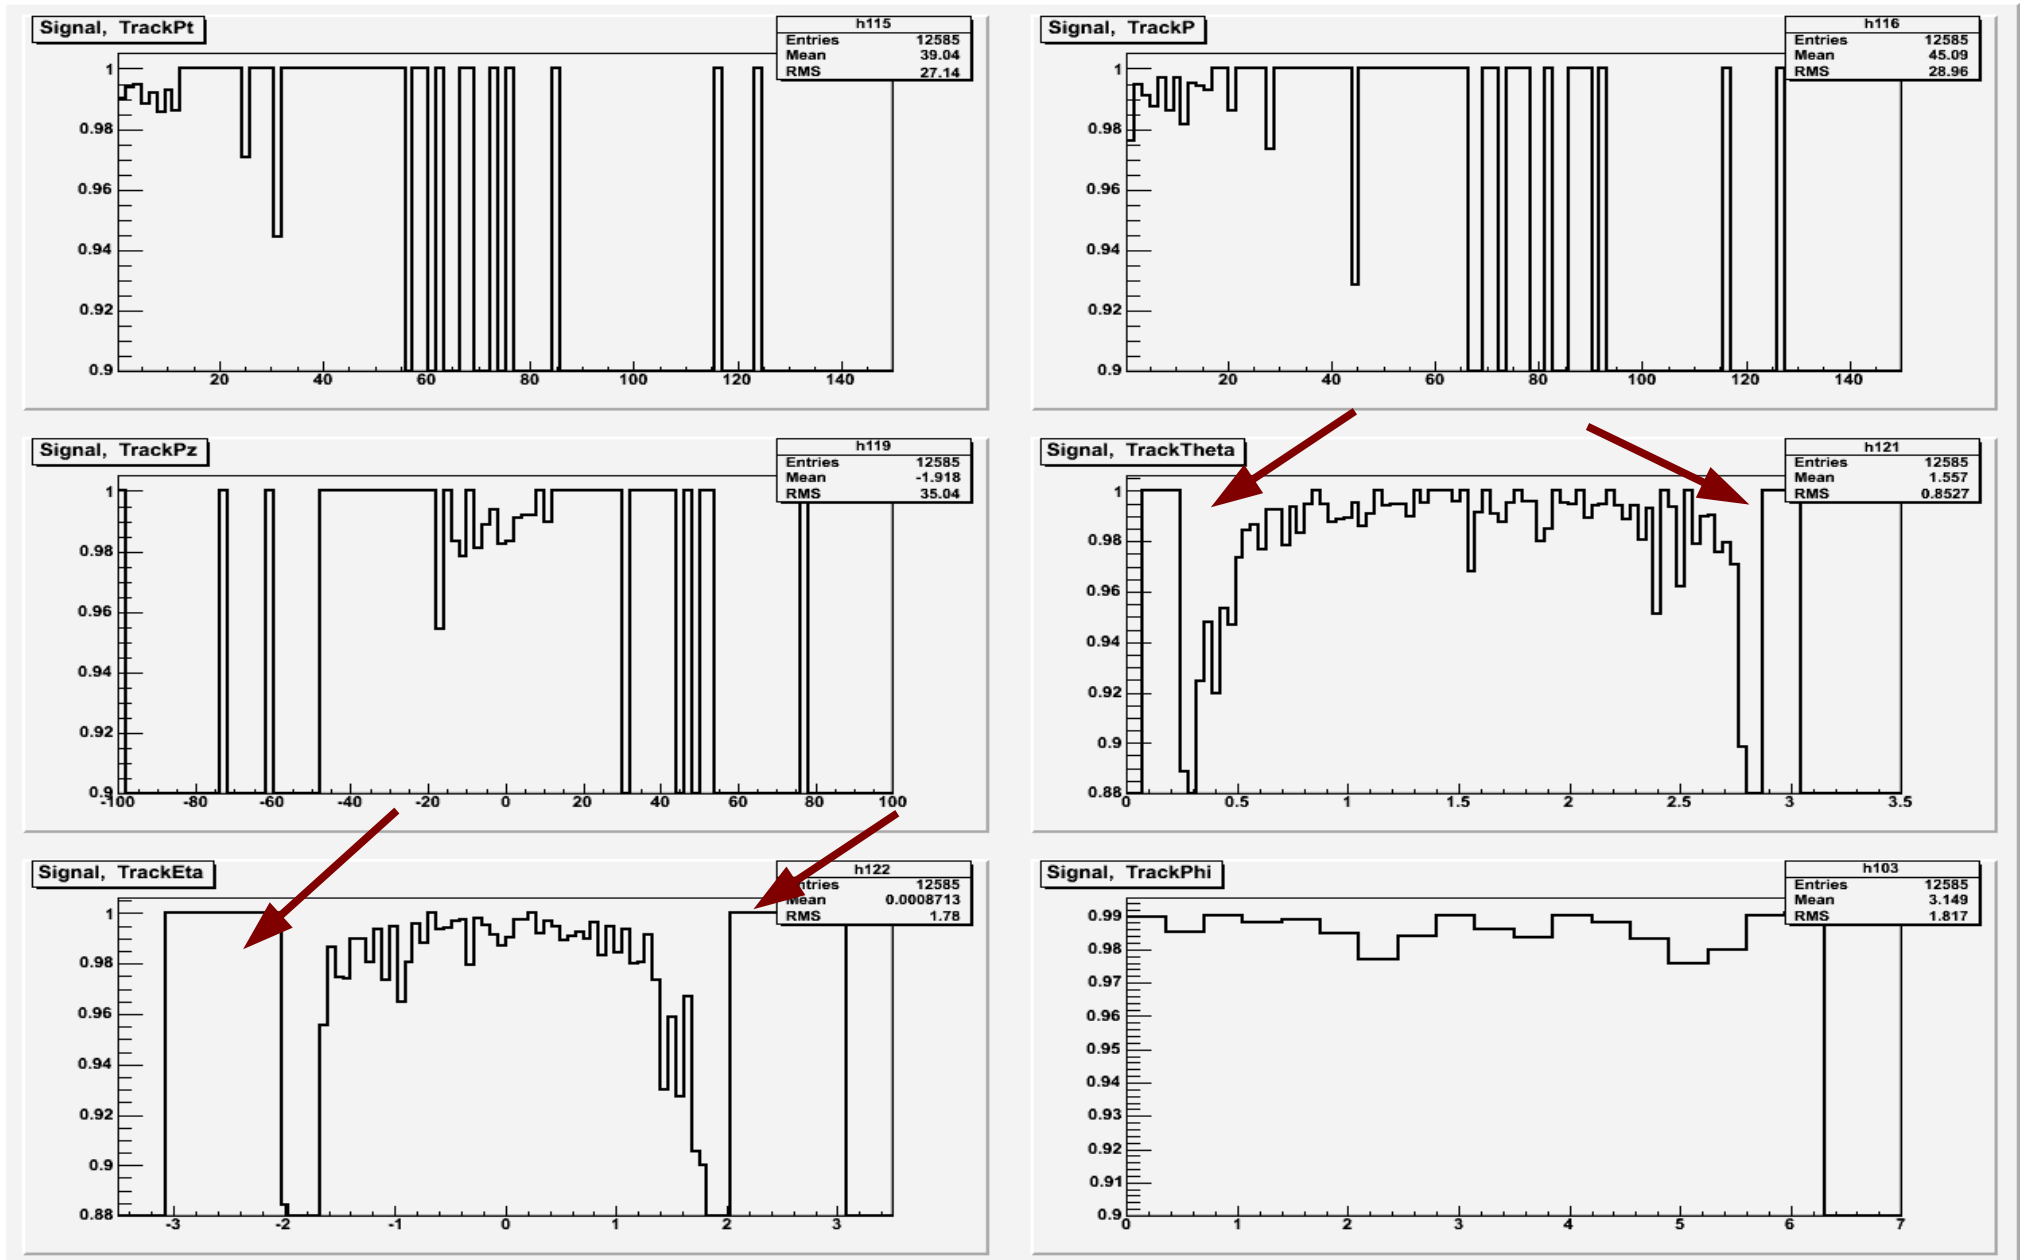 Signal, TrackPt
h115
Entries 12585
Mean 39.04
RMS 27.14
1
0.98
0.96
0.94
0.92
0.9
20 40 60 80 100 120 140
Signal, TrackP
h116
Entries 12585
Mean 45.09
RMS 28.96
1
0.98
0.96
0.94
0.92
0.9
20 40 60 80 100 120 140
Signal, TrackPz
h119
Entries 12585
Mean -1.918
RMS 35.04
1
0.98
0.96
0.94
0.92
0.9
-100 -80 -60 -40 -20 0 20 40 60 80 100
Signal, TrackTheta
h121
Entries 12585
Mean 1.557
RMS 0.8527
1
0.98
0.96
0.94
0.92
0.9
0.88
0 0.5 1 1.5 2 2.5 3 3.5
Signal, TrackEta
h122
Entries 12585
Mean 0.0008713
RMS 1.78
1
0.98
0.96
0.94
0.92
0.9
0.88
-3 -2 -1 0 1 2 3
Signal, TrackPhi
h103
Entries 12585
Mean 3.149
RMS 1.817
0.99
0.98
0.97
0.96
0.95
0.94
0.93
0.92
0.91
0.9
0 1 2 3 4 5 6 7